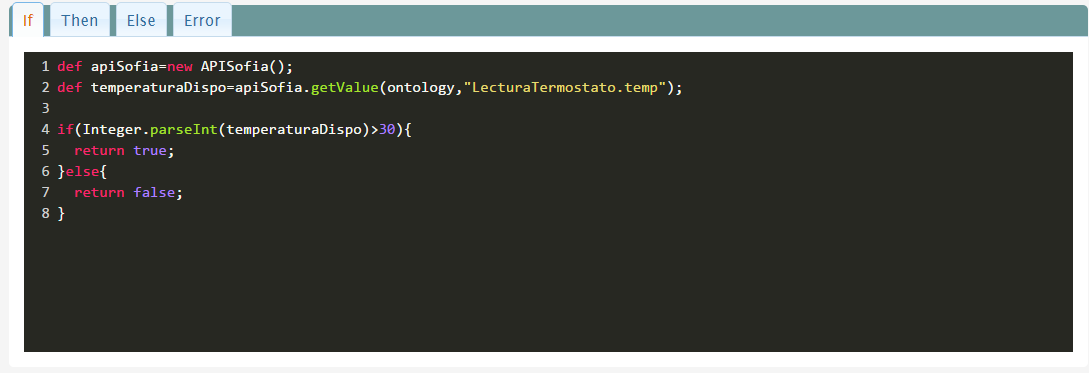 If Then Else Error
1 def apiSofia=new APISofia();
2 def temperaturaDispo=apiSofia.getValue(ontology,"LecturaTermostato.temp");
3
4 if(Integer.parseInt(temperaturaDispo)>30){
5   return true;
6 }else{
7   return false;
8 }